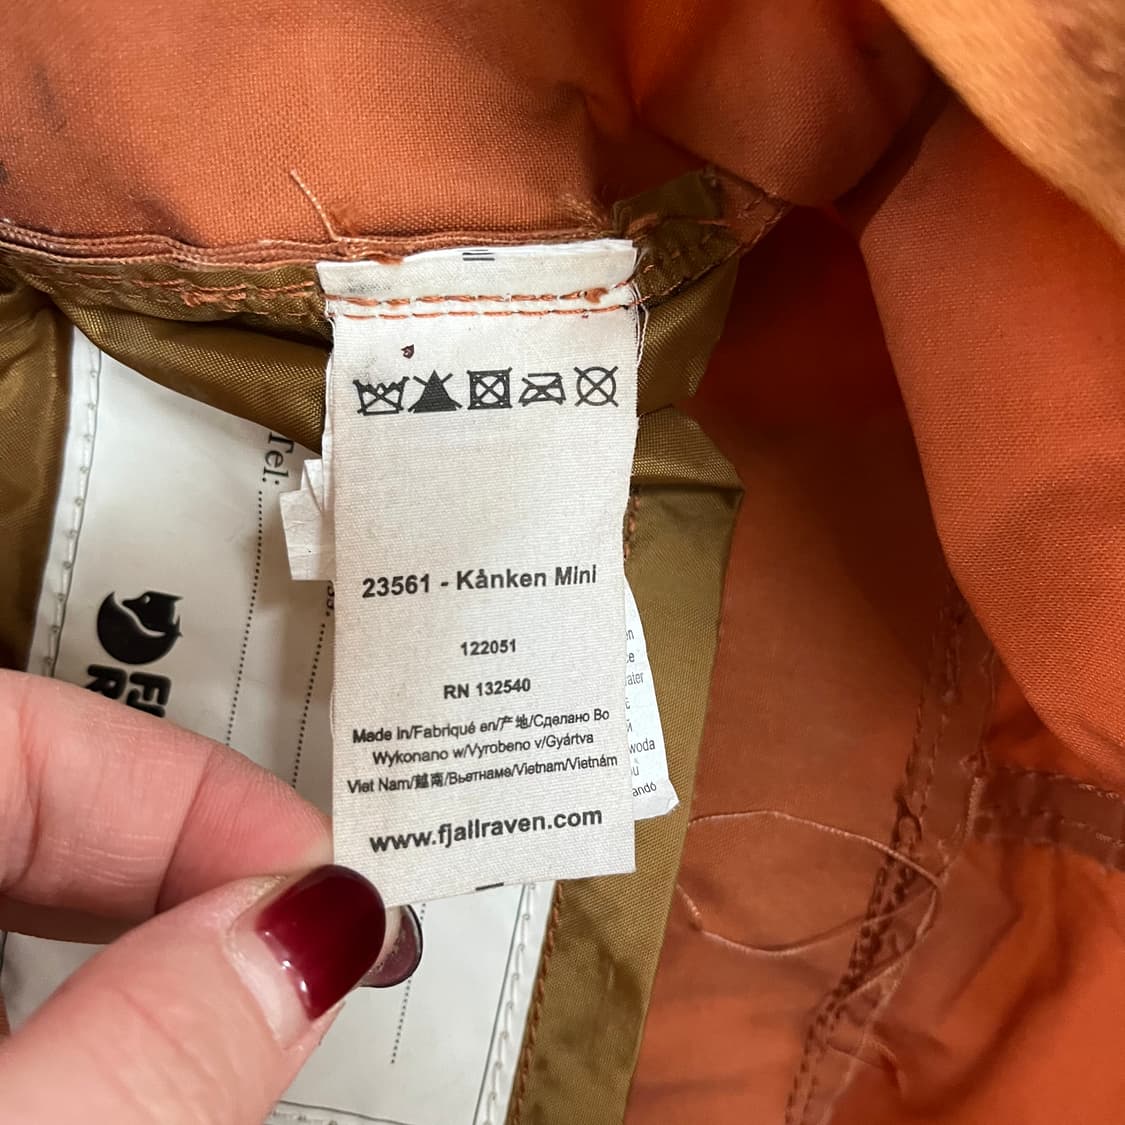 23561 - Kånken Mini
122051
RN 132540
Made in/Fabriqué en/产地/Сделано Во
Wykonano w/Vyrobeno v/Gyártva
Viet Nam/越南/Вьетнаме/Vietnam/Vietnám
www.fjallraven.com
Tel:
woda